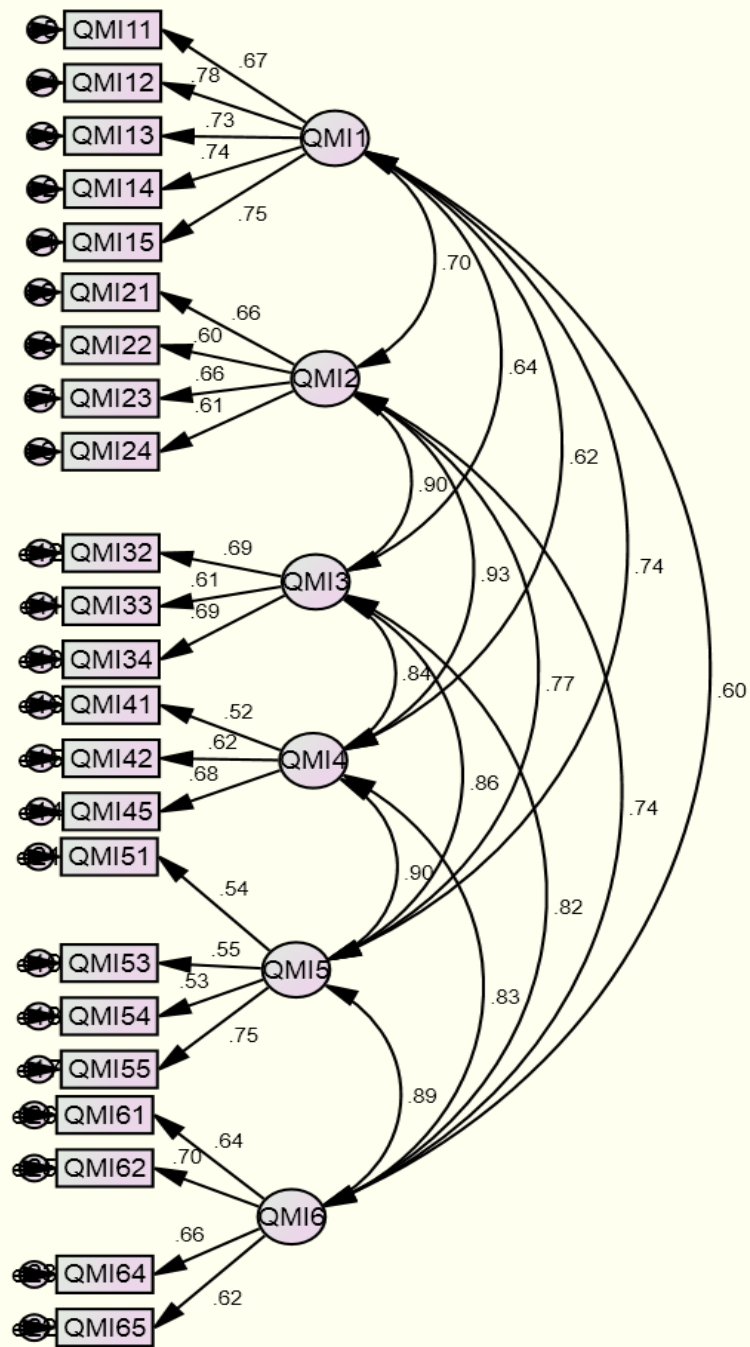 QMI11
.67
QMI12
.78
QMI13
.73
QMI1
QMI14
.74
QMI15
.75
.70
QMI21
.66
QMI22
.60
QMI2
QMI23
.66
.64
QMI24
.61
.62
.90
QMI32
.69
.93
.74
QMI3
QMI33
.61
QMI34
.69
.84
.77
.60
QMI41
.52
QMI42
.62
QMI4
QMI45
.68
.86
.74
QMI51
.54
.90
.82
QMI53
.55
QMI5
QMI54
.53
.83
QMI55
.75
.89
QMI61
.64
QMI62
.70
QMI6
QMI64
.66
QMI65
.62